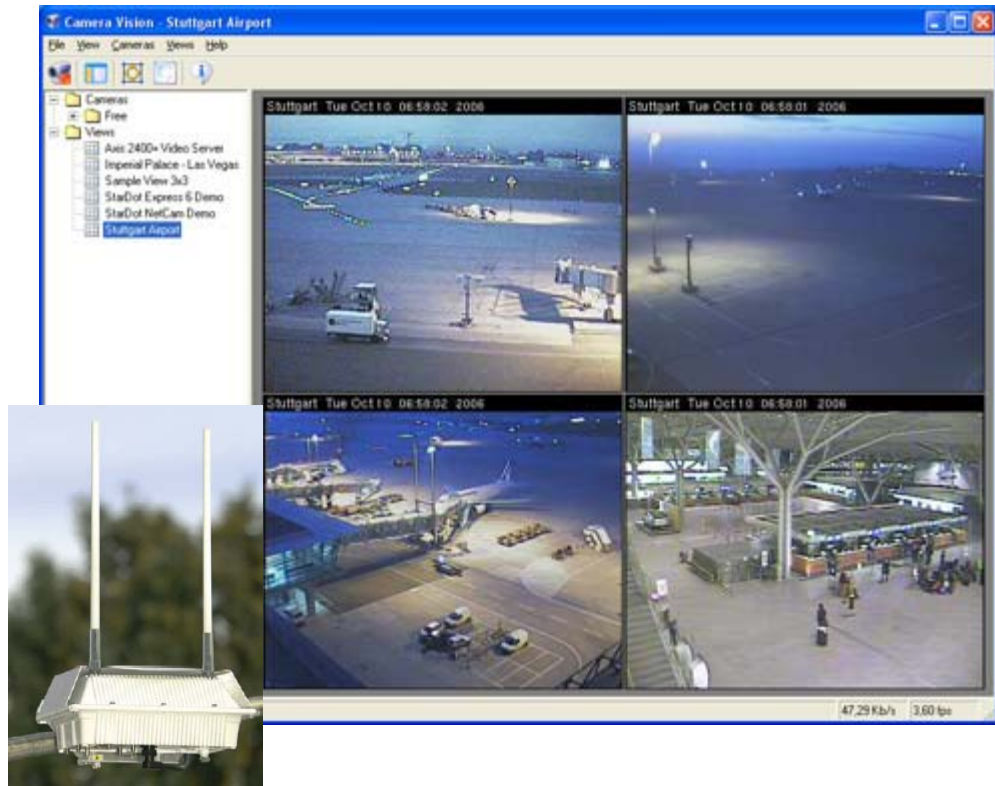 Camera Vision - Stuttgart Airport
File View Cameras Views Help
Cameras
Free
Views
Axis 2400+ Video Server
Imperial Palace - Las Vegas
Sample View 3x3
StarDot Express 6 Demo
StarDot NetCam Demo
Stuttgart Airport
Stuttgart Tue Oct 10 06:58:02 2006
Stuttgart Tue Oct 10 06:58:01 2006
Stuttgart Tue Oct 10 06:58:02 2006
Stuttgart Tue Oct 10 06:58:01 2006
47,29 Kb/s 3,60 fps